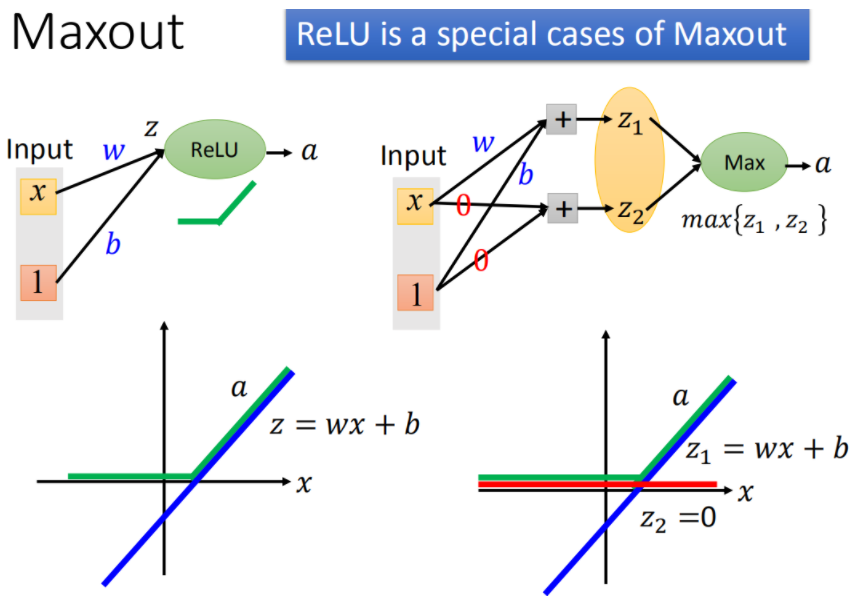 Maxout
ReLU is a special cases of Maxout
Input
x
1
w
b
z
ReLU
a
Input
x
1
w
b
0
0
+
+
z₁
z₂
Max
a
max{z₁ , z₂ }
a
z = wx + b
x
a
z₁ = wx + b
x
z₂ =0